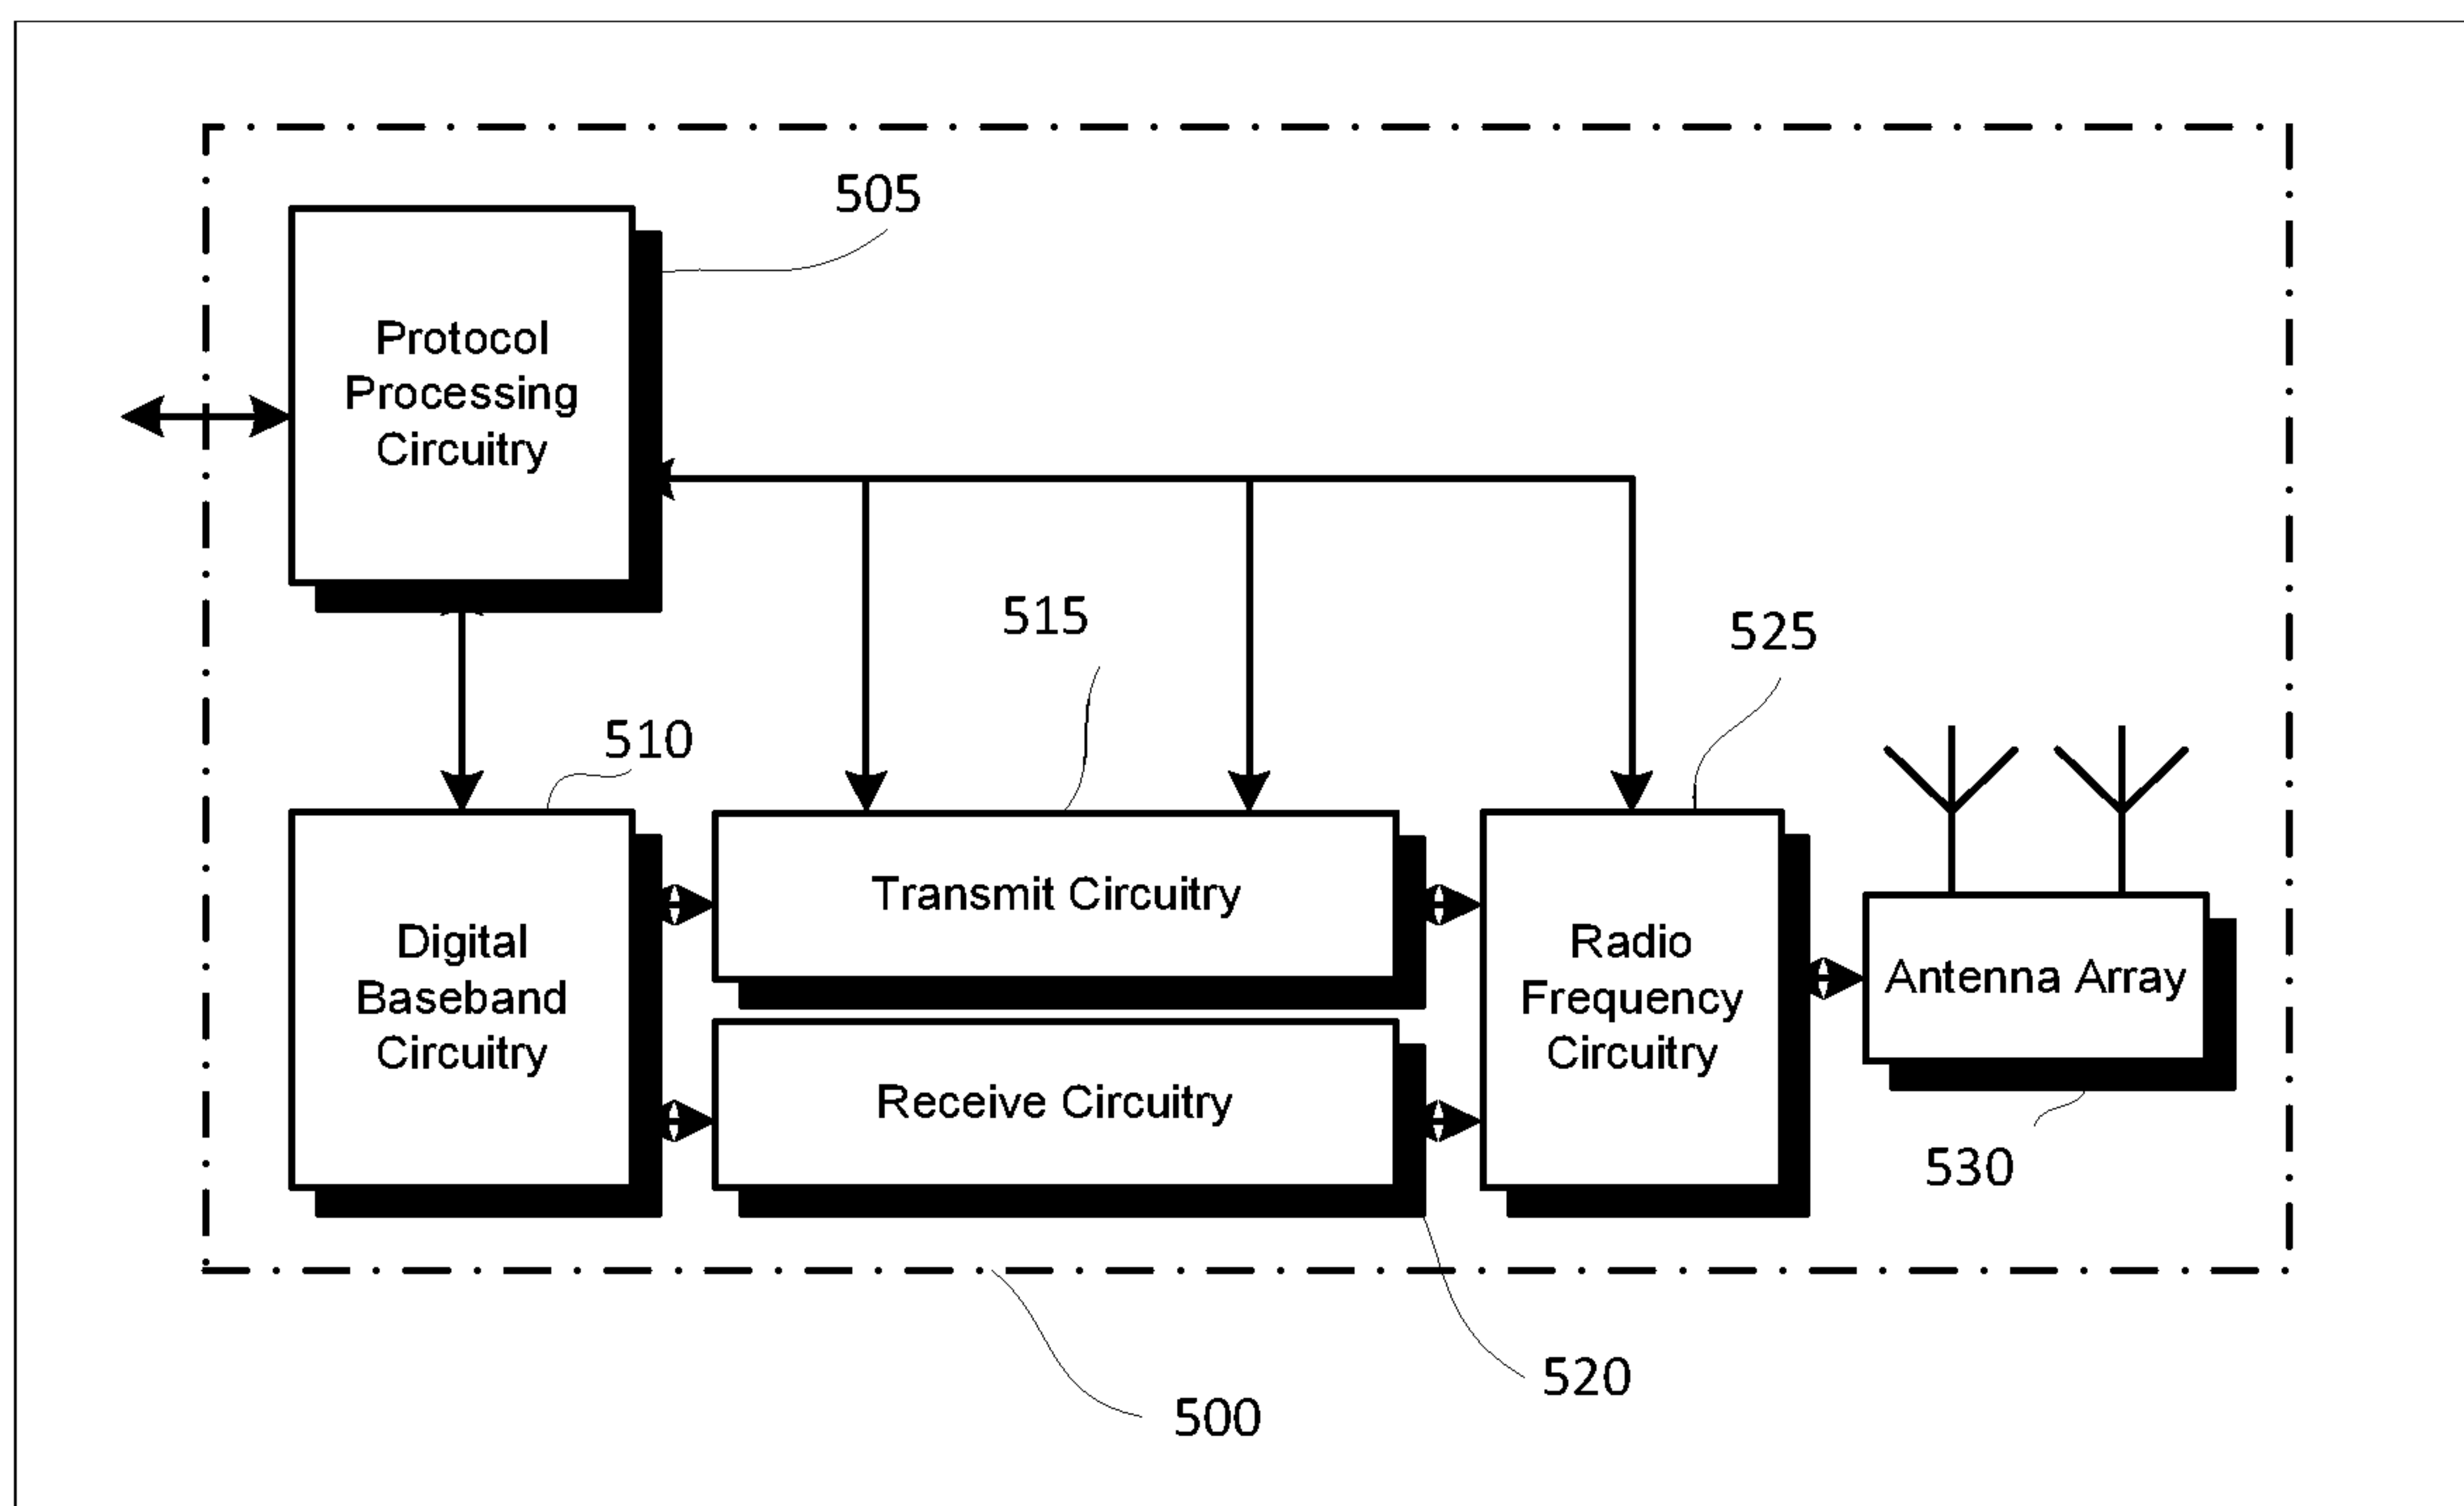 505
Protocol
Processing
Circuitry
515
525
510
Transmit Circuitry
Digital
Baseband
Circuitry
Radio
Frequency
Circuitry
Antenna Array
Receive Circuitry
530
520
500